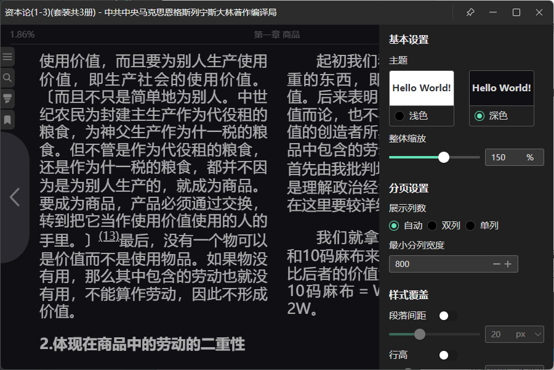 资本论(1-3)(套装共3册) - 中共中央马克思恩格斯列宁斯大林著作编译局
1.86%
第一章 商品
使用价值，而且要为别人生产使用
价值，即生产社会的使用价值。
〔而且不只是简单地为别人。中世
纪农民为封建主生产作为代役租的
粮食，为神父生产作为什一税的粮
食。但不管是作为代役租的粮食，
还是作为什一税的粮食，都并不因
为是为别人生产的，就成为商品。
要成为商品，产品必须通过交换，
转到把它当作使用价值使用的人的
手里。〕(13)最后，没有一个物可以
是价值而不是使用物品。如果物没
有用，那么其中包含的劳动也就没
有用，不能算作劳动，因此不形成
价值。
2.体现在商品中的劳动的二重性
起初我们
重的东西，即
值。后来表明
值而论，也不
值的创造者所
品中包含的劳
首先由我批判
是理解政治经
在这里要较详
我们就拿
和10码麻布来
比后者的价值
10码麻布＝W
2W。
基本设置
主题
Hello World!
Hello World!
浅色
深色
整体缩放
150 %
分页设置
展示列数
自动 双列 单列
最小分列宽度
800
样式覆盖
段落间距
20 px
行高